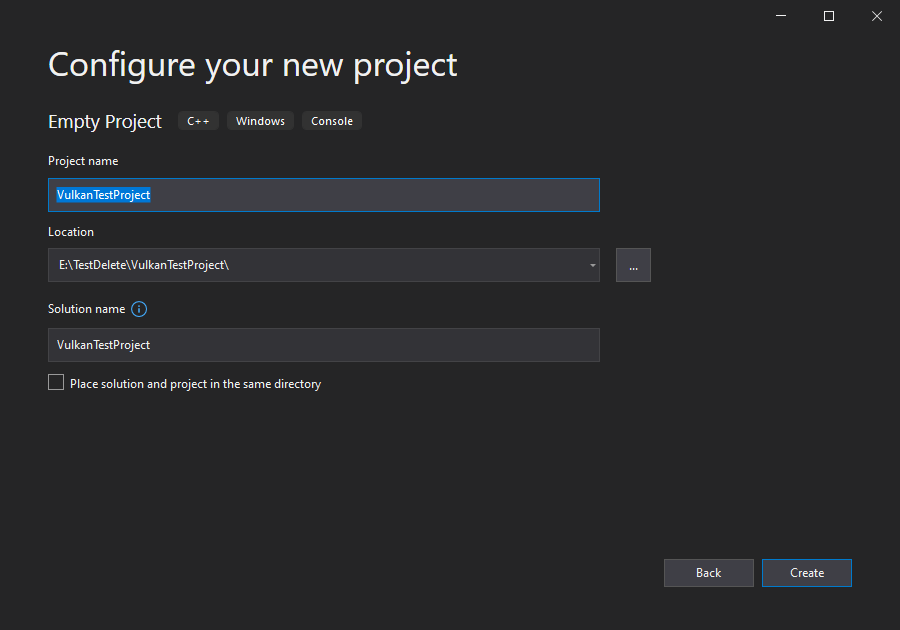 Configure your new project
Empty Project C++ Windows Console
Project name
VulkanTestProject
Location
E:\TestDelete\VulkanTestProject\
...
Solution name
VulkanTestProject
Place solution and project in the same directory
Back Create